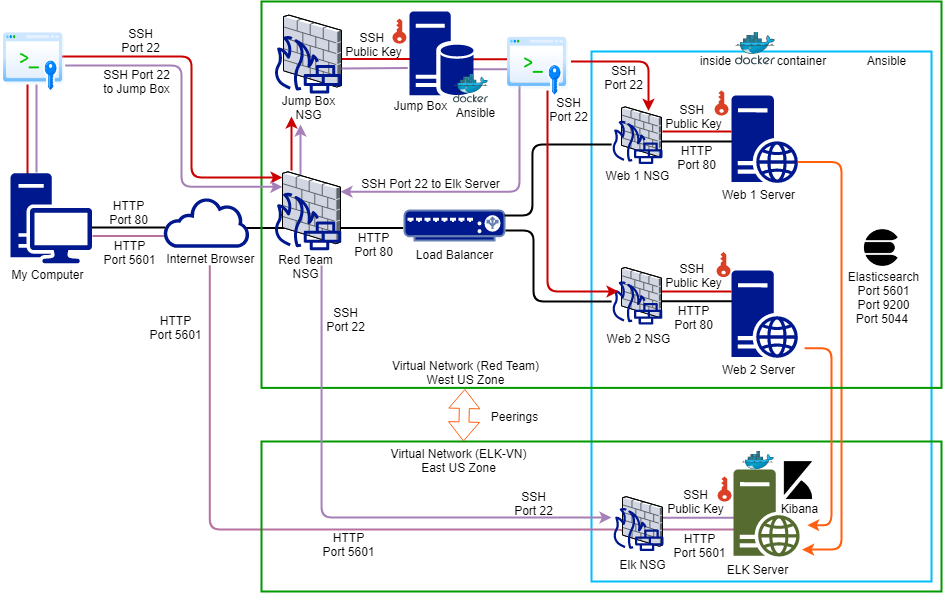 SSH
Port 22
SSH Port 22
to Jump Box
>_
My Computer
HTTP
Port 80
HTTP
Port 5601
Internet Browser
HTTP
Port 5601
Jump Box
NSG
SSH
Public Key
Jump Box
docker
Ansible
>_
SSH
Port 22
SSH
Port 22
SSH Port 22 to Elk Server
Red Team
NSG
HTTP
Port 80
Load Balancer
SSH
Port 22
inside docker container
Ansible
Web 1 NSG
SSH
Public Key
HTTP
Port 80
Web 1 Server
Web 2 NSG
SSH
Public Key
HTTP
Port 80
Web 2 Server
Elasticsearch
Port 5601
Port 9200
Port 5044
Virtual Network (Red Team)
West US Zone
Peerings
Virtual Network (ELK-VN)
East US Zone
SSH
Port 22
HTTP
Port 5601
Elk NSG
SSH
Public Key
HTTP
Port 5601
Kibana
ELK Server